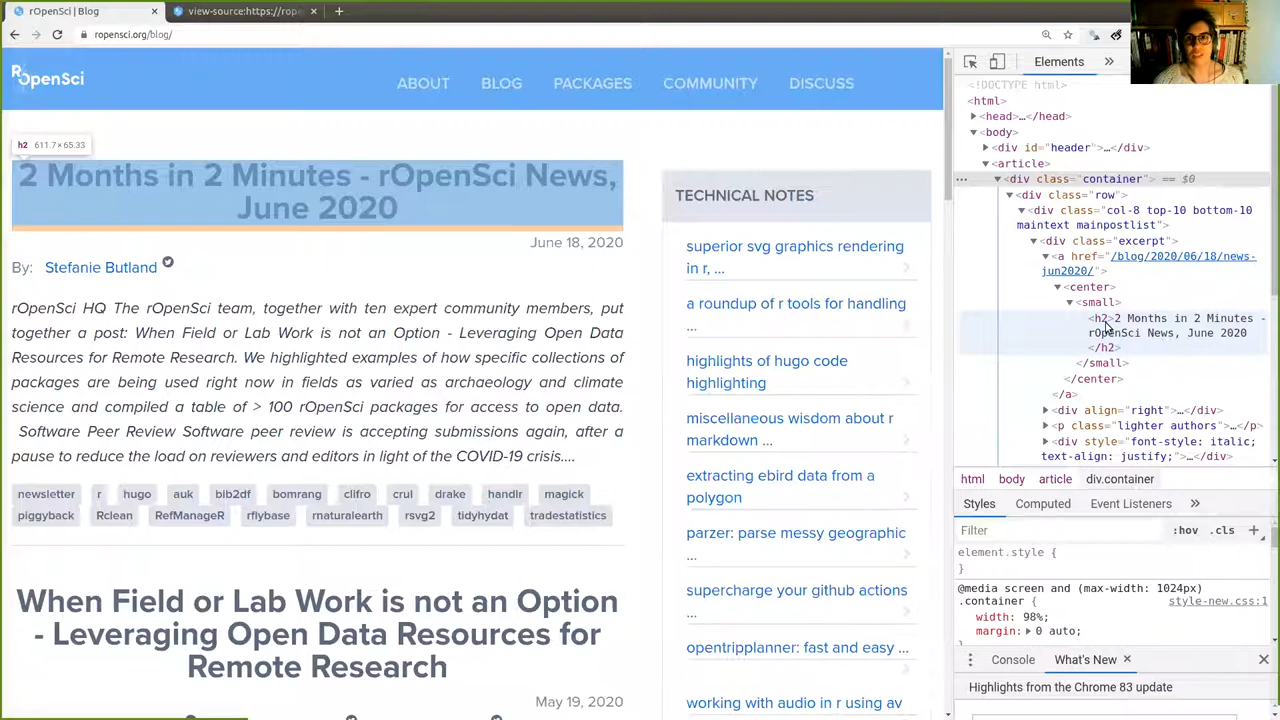 rOpenSci | Blog
view-source:https://rope
ropensci.org/blog/
ROpenSci
ABOUT
BLOG
PACKAGES
COMMUNITY
DISCUSS
h2 611.7×65.33
2 Months in 2 Minutes - rOpenSci News,
June 2020
June 18, 2020
By: Stefanie Butland
rOpenSci HQ The rOpenSci team, together with ten expert community members, put
together a post: When Field or Lab Work is not an Option - Leveraging Open Data
Resources for Remote Research. We highlighted examples of how specific collections of
packages are being used right now in fields as varied as archaeology and climate
science and compiled a table of > 100 rOpenSci packages for access to open data.
Software Peer Review Software peer review is accepting submissions again, after a
pause to reduce the load on reviewers and editors in light of the COVID-19 crisis....
newsletter r hugo auk bib2df bomrang clifro crul drake handlr magick
piggyback Rclean RefManageR rflybase rnaturalearth rsvg2 tidyhydat tradestatistics
When Field or Lab Work is not an Option
- Leveraging Open Data Resources for
Remote Research
May 19, 2020
TECHNICAL NOTES
superior svg graphics rendering
in r, ...
a roundup of r tools for handling
...
highlights of hugo code
highlighting
miscellaneous wisdom about r
markdown ...
extracting ebird data from a
polygon
parzer: parse messy geographic
...
supercharge your github actions
...
opentripplanner: fast and easy ...
working with audio in r using av
Elements
<!DOCTYPE html>
<html>
<head>…</head>
<body>
<div id="header">…</div>
<article>
<div class="container"> == $0
<div class="row">
<div class="col-8 top-10 bottom-10
maintext mainpostlist">
<div class="excerpt">
<a href="/blog/2020/06/18/news-
jun2020/">
<center>
<small>
<h2>2 Months in 2 Minutes -
rOpenSci News, June 2020
</h2>
</small>
</center>
</a>
<div align="right">…</div>
<p class="lighter authors">…</p>
<div style="font-style: italic;
text-align: justify;">…</div>
html body article div.container
Styles Computed Event Listeners
Filter
:hov .cls
element.style {
}
@media screen and (max-width: 1024px)
.container { style-new.css:1
width: 98%;
margin: 0 auto;
Console What's New
Highlights from the Chrome 83 update